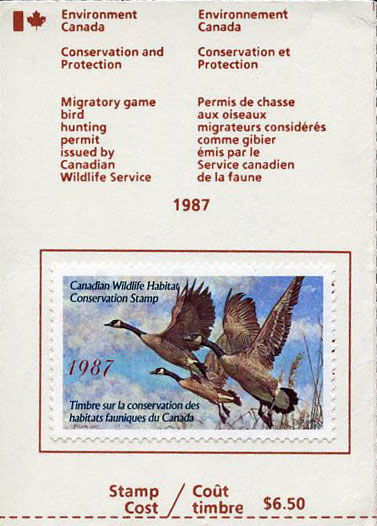 Environment
Canada
Environnement
Canada
Conservation and
Protection
Conservation et
Protection
Migratory game
bird
hunting
permit
issued by
Canadian
Wildlife Service
Permis de chasse
aux oiseaux
migrateurs considérés
comme gibier
émis par le
Service canadien
de la faune
1987
Canadian Wildlife Habitat
Conservation Stamp
1987
Timbre sur la conservation des
habitats fauniques du Canada
Stamp
Cost / Coût
timbre
$6.50